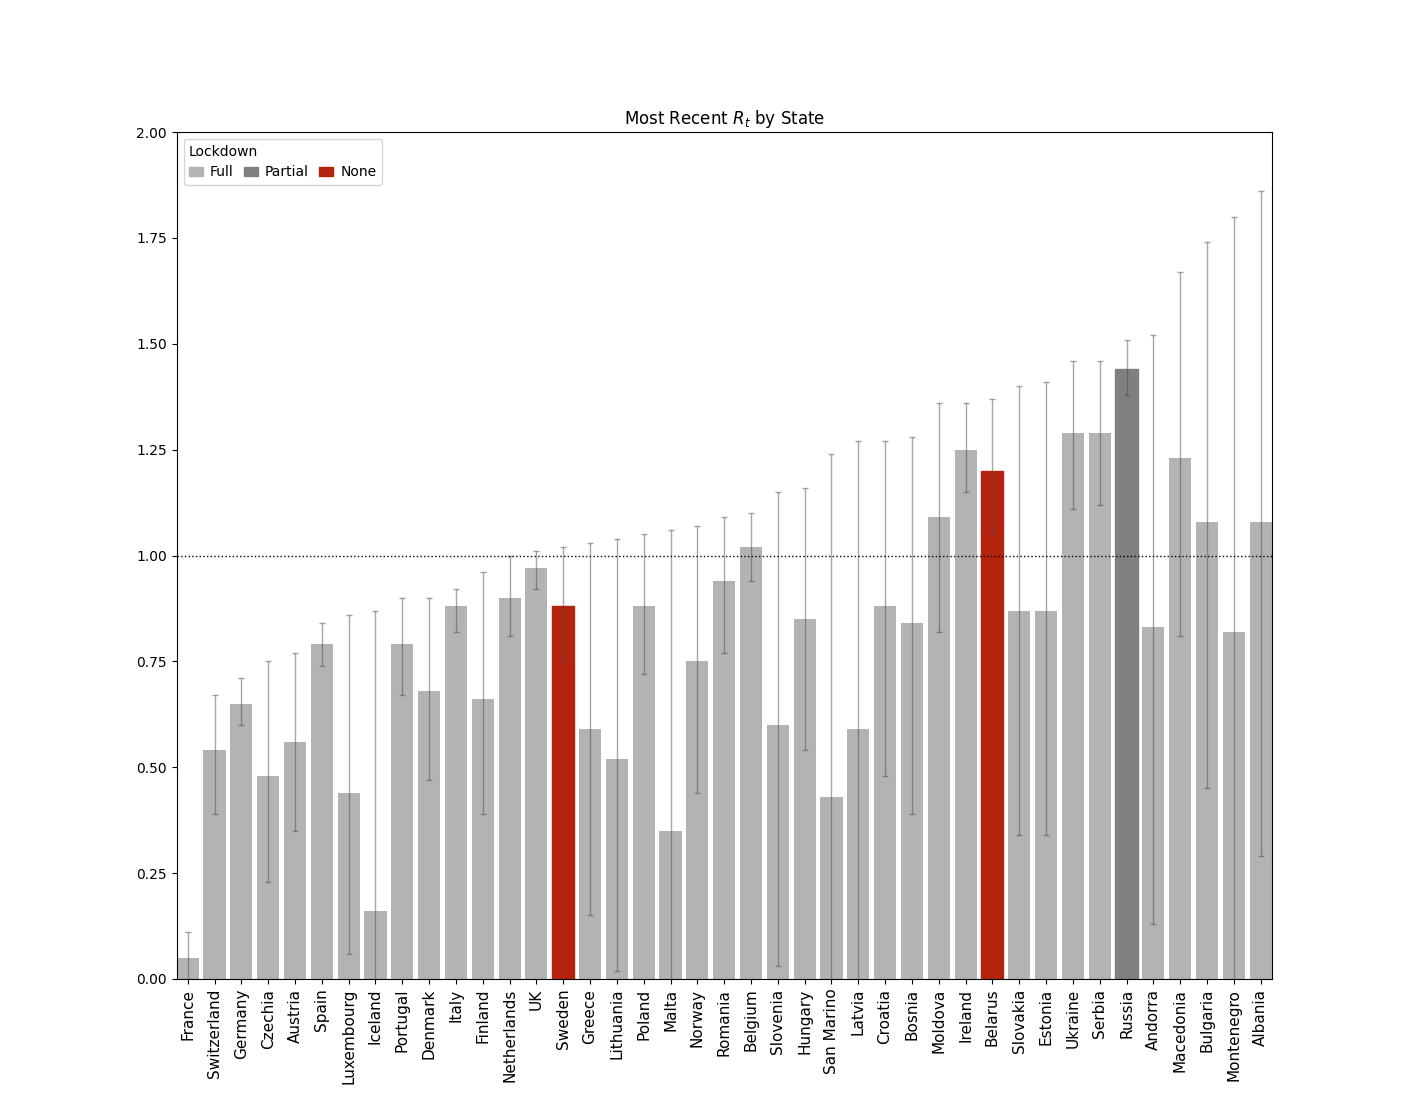 Most Recent Rt by State
2.00
1.75
1.50
1.25
1.00
0.75
0.50
0.25
0.00
Lockdown
Full Partial None
France
Switzerland
Germany
Czechia
Austria
Spain
Luxembourg
Iceland
Portugal
Denmark
Italy
Finland
Netherlands
UK
Sweden
Greece
Lithuania
Poland
Malta
Norway
Romania
Belgium
Slovenia
Hungary
San Marino
Latvia
Croatia
Bosnia
Moldova
Ireland
Belarus
Slovakia
Estonia
Ukraine
Serbia
Russia
Andorra
Macedonia
Bulgaria
Montenegro
Albania